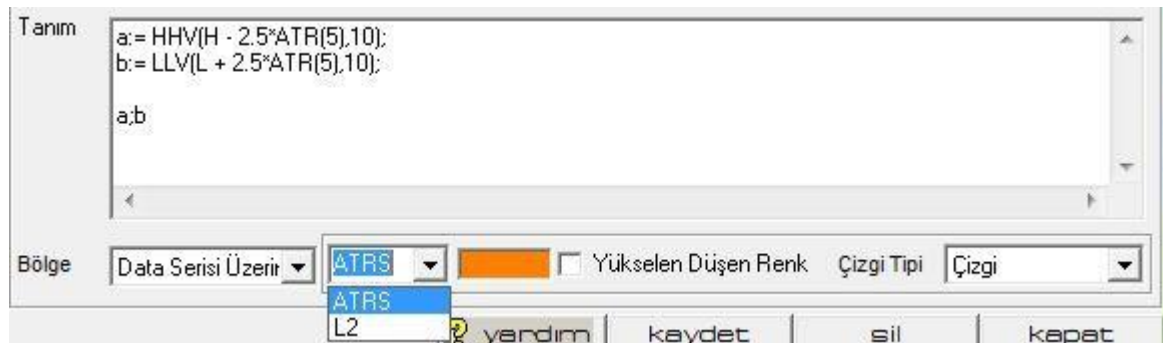 Tanım
a:= HHV(H - 2.5*ATR(5),10);
b:= LLV(L + 2.5*ATR(5),10);
a;b
Bölge Data Serisi Üzerir ATRS Yükselen Düşen Renk Çizgi Tipi Çizgi
ATRS
L2
yardım kaydet sil kapat